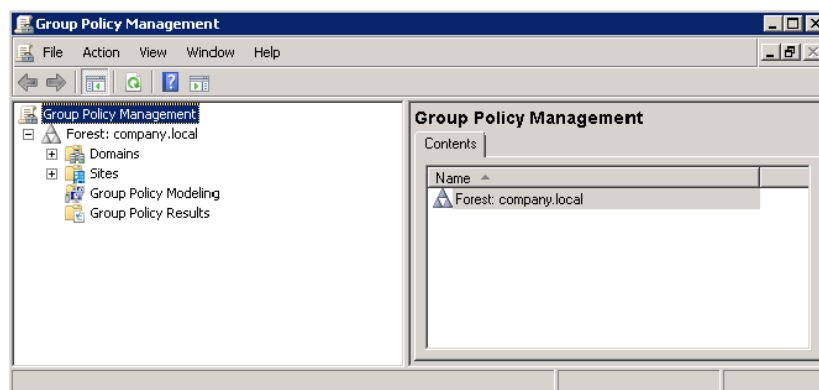 Group Policy Management
File Action View Window Help
Group Policy Management
Forest: company.local
Domains
Sites
Group Policy Modeling
Group Policy Results
Group Policy Management
Contents
Name
Forest: company.local